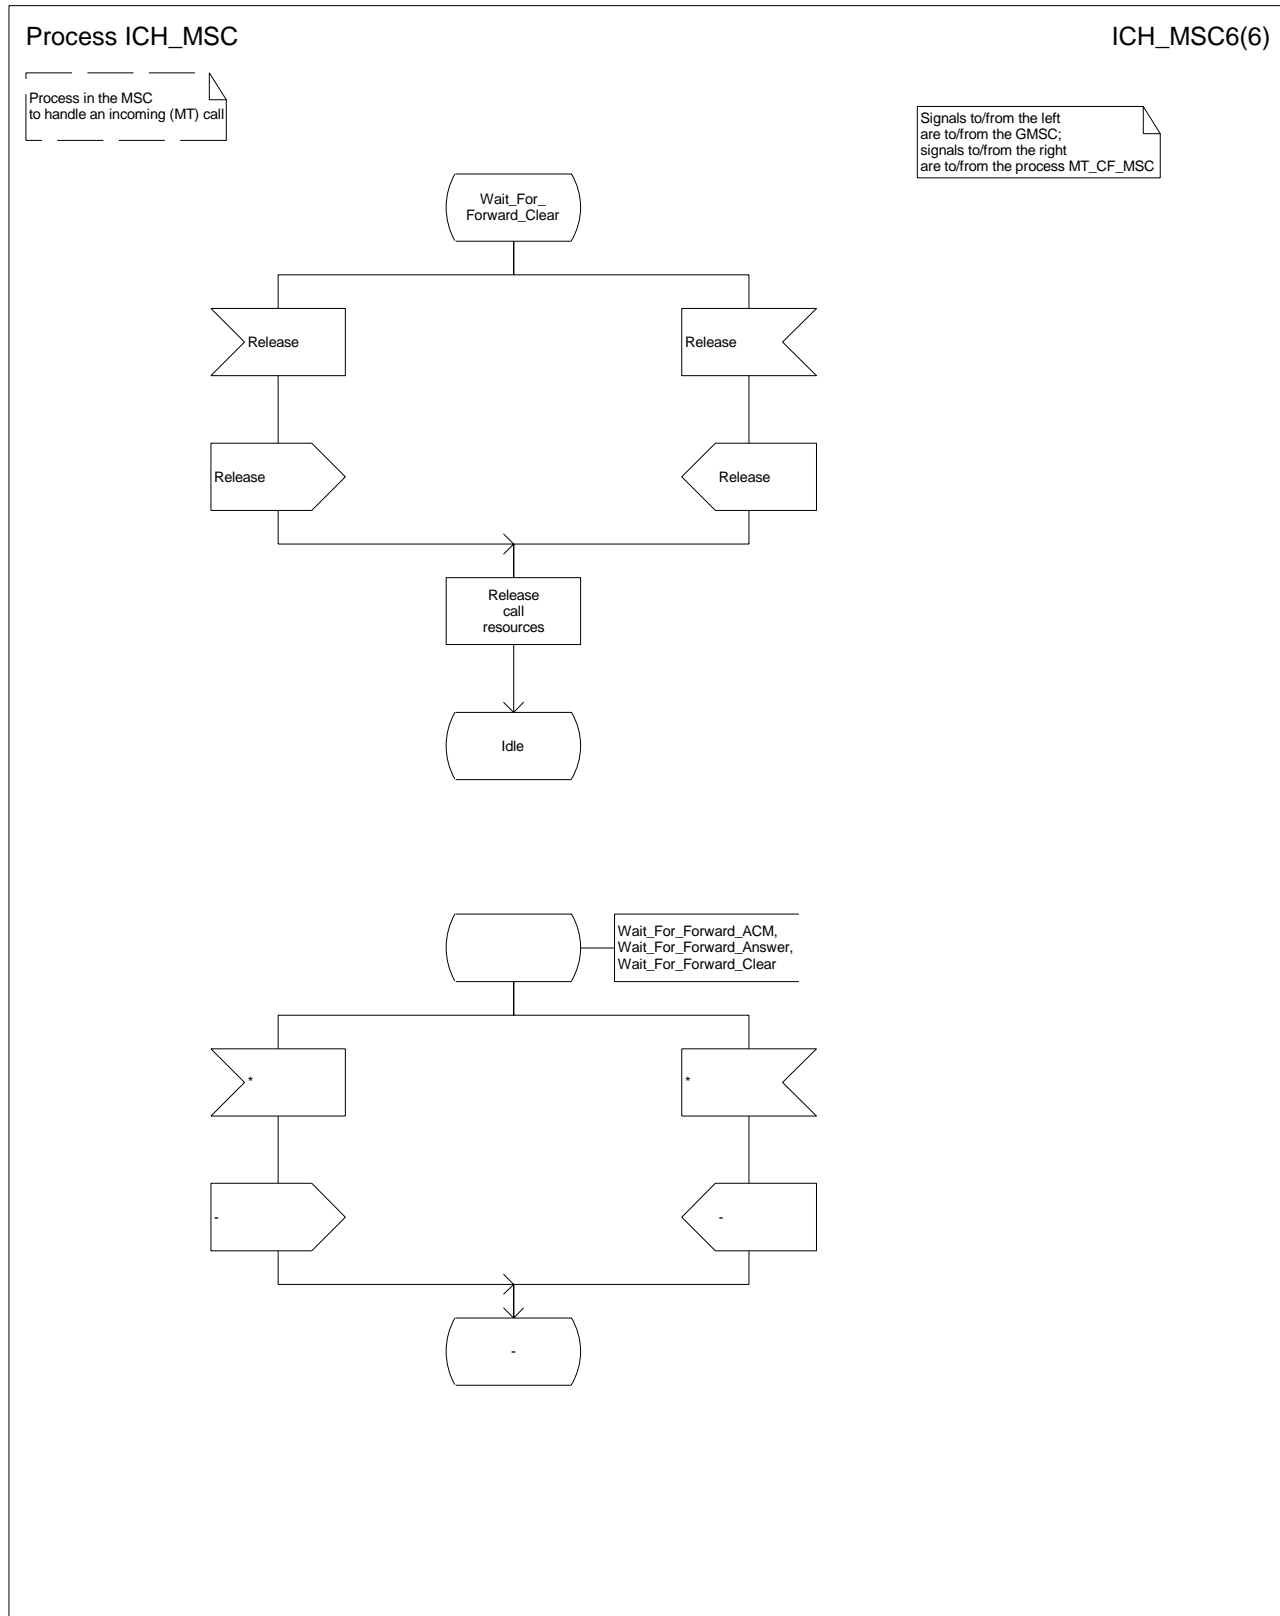 Process ICH_MSC
ICH_MSC6(6)
Process in the MSC
to handle an incoming (MT) call
Signals to/from the left
are to/from the GMSC;
signals to/from the right
are to/from the process MT_CF_MSC
Wait_For_
Forward_Clear
Release
Release
Release
Release
Release
call
resources
Idle
Wait_For_Forward_ACM,
Wait_For_Forward_Answer,
Wait_For_Forward_Clear
*
*
-
-
-